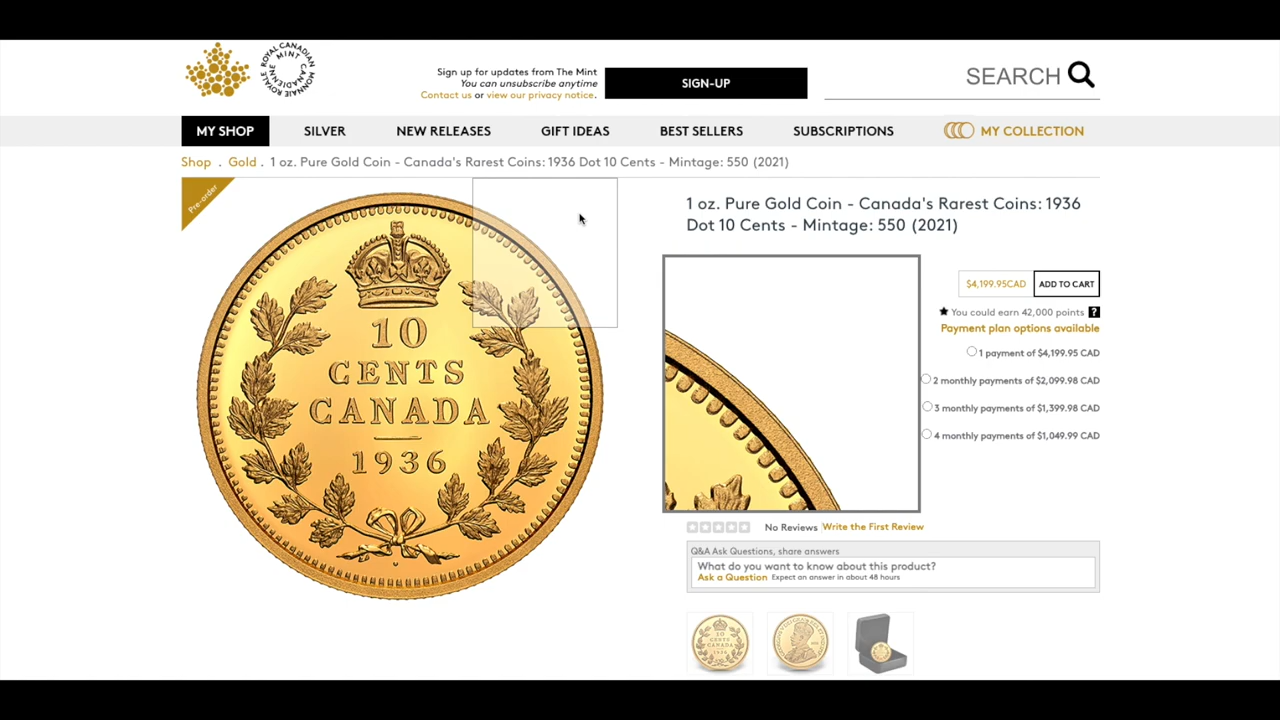 ROYAL CANADIAN MINT
MONNAIE ROYALE CANADIENNE
Sign up for updates from The Mint
You can unsubscribe anytime
Contact us or view our privacy notice.
SIGN-UP
SEARCH
MY SHOP
SILVER
NEW RELEASES
GIFT IDEAS
BEST SELLERS
SUBSCRIPTIONS
MY COLLECTION
Shop . Gold . 1 oz. Pure Gold Coin - Canada's Rarest Coins: 1936 Dot 10 Cents - Mintage: 550 (2021)
Pre-order
10
CENTS
CANADA
1936
1 oz. Pure Gold Coin - Canada's Rarest Coins: 1936
Dot 10 Cents - Mintage: 550 (2021)
$4,199.95CAD
ADD TO CART
You could earn 42,000 points ?
Payment plan options available
1 payment of $4,199.95 CAD
2 monthly payments of $2,099.98 CAD
3 monthly payments of $1,399.98 CAD
4 monthly payments of $1,049.99 CAD
No Reviews Write the First Review
Q&A Ask Questions, share answers
What do you want to know about this product?
Ask a Question Expect an answer in about 48 hours
10
CENTS
CANADA
1936